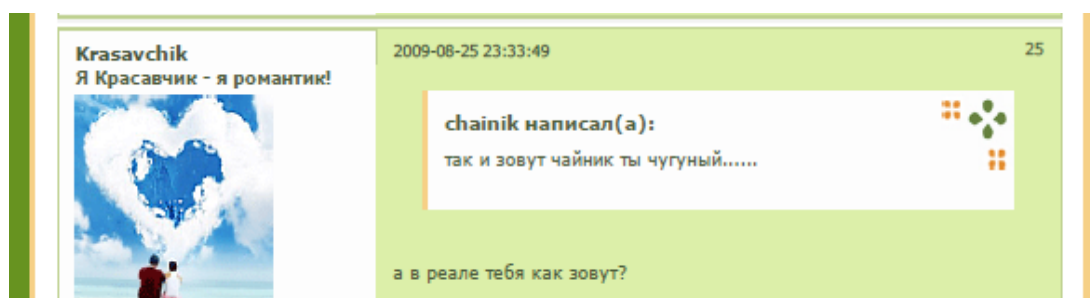 Krasavchik
Я Красавчик - я романтик!
2009-08-25 23:33:49
25
chainik написал(а):
так и зовут чайник ты чугуный......
а в реале тебя как зовут?